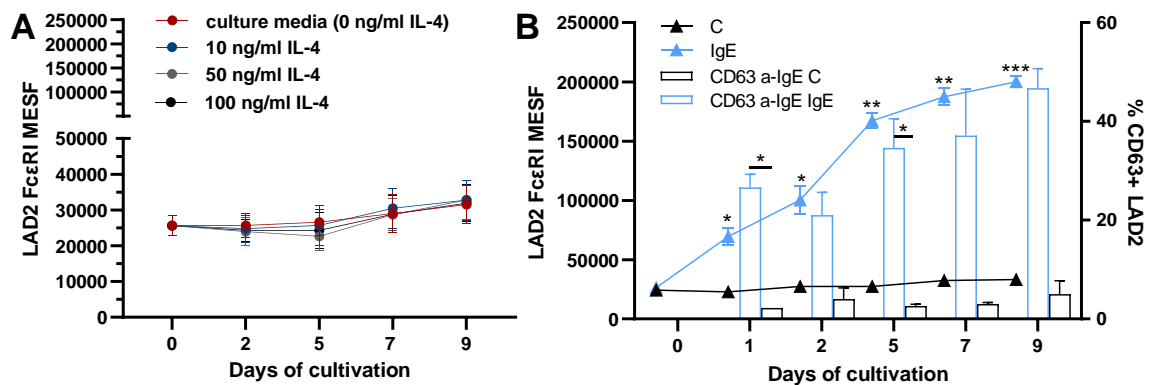 A
culture media (0 ng/ml IL-4)
10 ng/ml IL-4
50 ng/ml IL-4
100 ng/ml IL-4
LAD2 FcεRI MESF
250000
200000
150000
100000
50000
40000
30000
20000
10000
0
0 2 5 7 9
Days of cultivation
B
C
IgE
CD63 a-IgE C
CD63 a-IgE IgE
LAD2 FcεRI MESF
250000
200000
150000
100000
50000
0
* * * ** * ** ***
60
40
20
0
% CD63+ LAD2
0 1 2 5 7 9
Days of cultivation